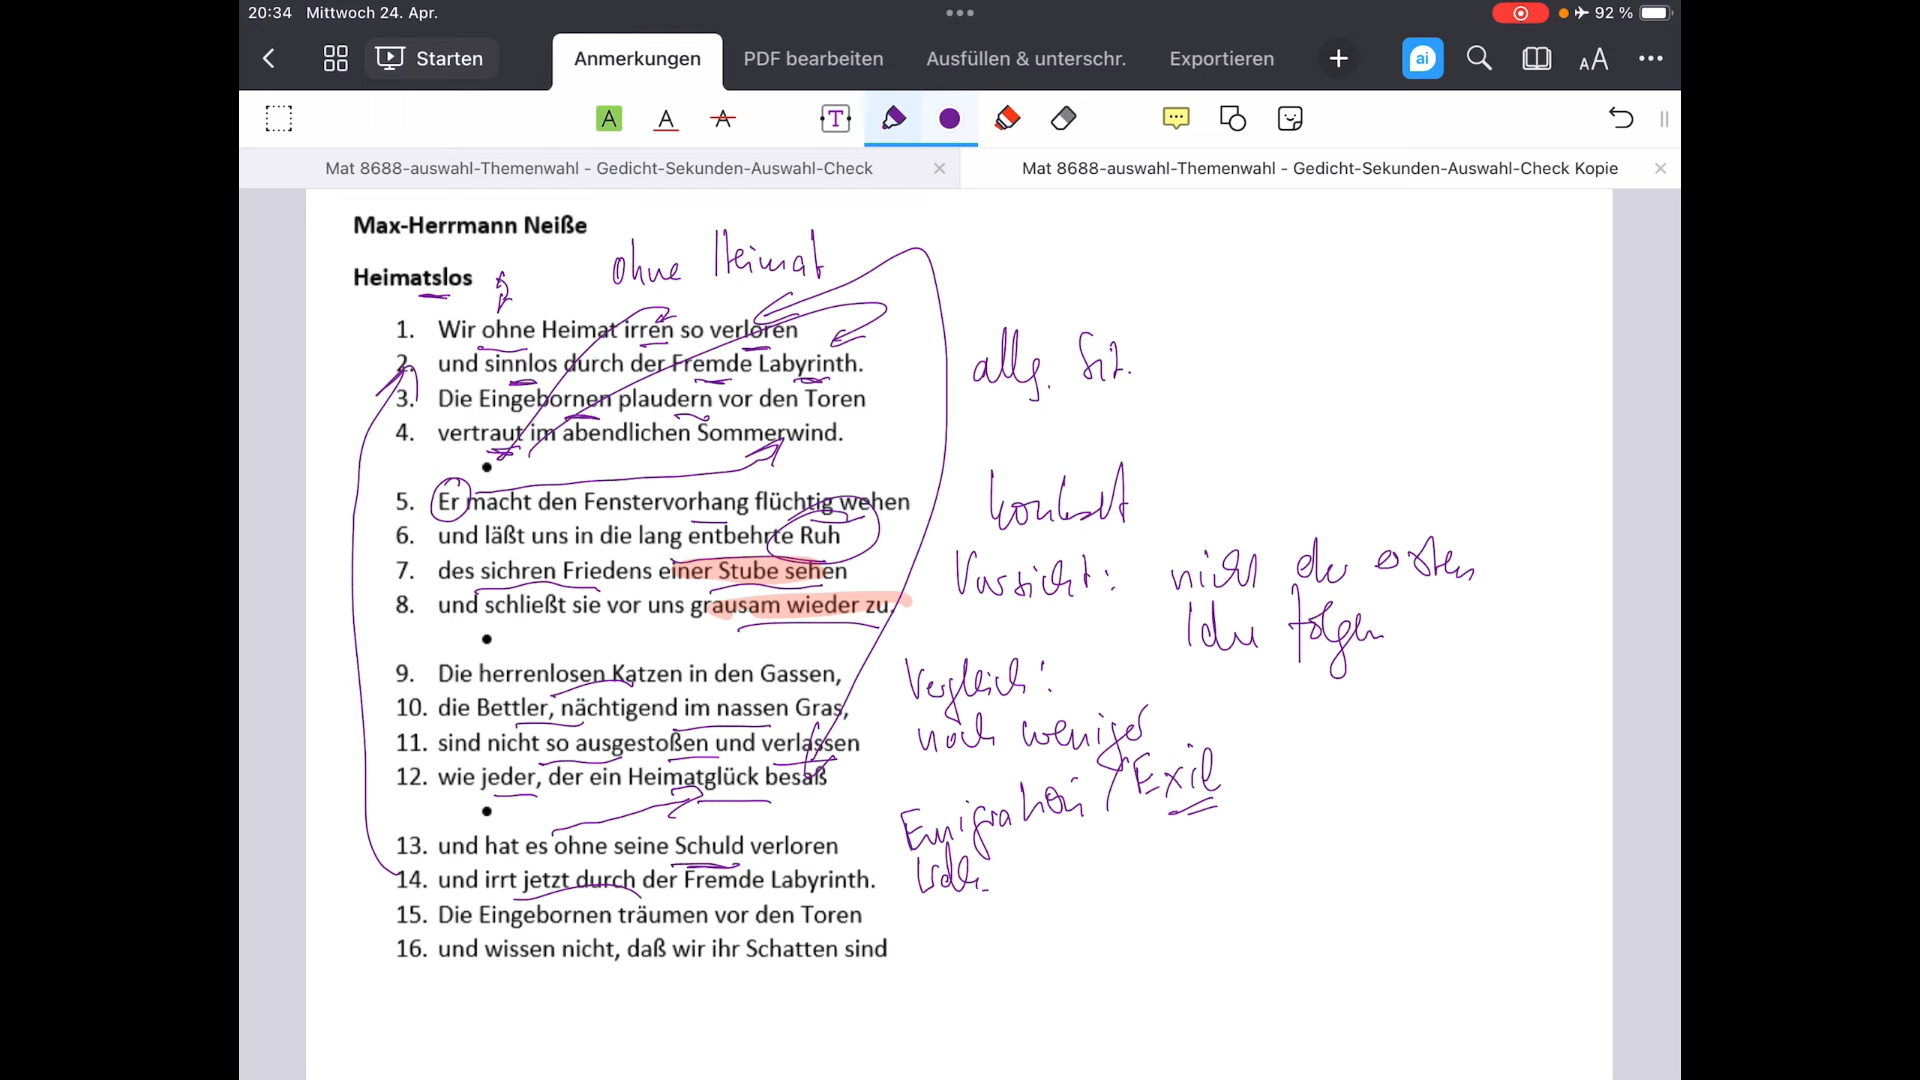 20:34 Mittwoch 24. Apr.
92 %
Starten
Anmerkungen
PDF bearbeiten
Ausfüllen & unterschr.
Exportieren
ai
Mat 8688-auswahl-Themenwahl - Gedicht-Sekunden-Auswahl-Check
Mat 8688-auswahl-Themenwahl - Gedicht-Sekunden-Auswahl-Check Kopie
Max-Herrmann Neiße
ohne Heimat
Heimatslos
1. Wir ohne Heimat irren so verloren
2. und sinnlos durch der Fremde Labyrinth.
allg. Sit.
3. Die Eingebornen plaudern vor den Toren
4. vertraut im abendlichen Sommerwind.
5. Er macht den Fenstervorhang flüchtig wehen
konkret
6. und läßt uns in die lang entbehrte Ruh
7. des sichren Friedens einer Stube sehen
Vorsicht: nicht der ersten
8. und schließt sie vor uns grausam wieder zu.
Idee folgen
9. Die herrenlosen Katzen in den Gassen,
Vergleich:
10. die Bettler, nächtigend im nassen Gras,
noch weniger
11. sind nicht so ausgestoßen und verlassen
12. wie jeder, der ein Heimatglück besaß
Emigration / Exil
13. und hat es ohne seine Schuld verloren
14. und irrt jetzt durch der Fremde Labyrinth.
15. Die Eingebornen träumen vor den Toren
16. und wissen nicht, daß wir ihr Schatten sind